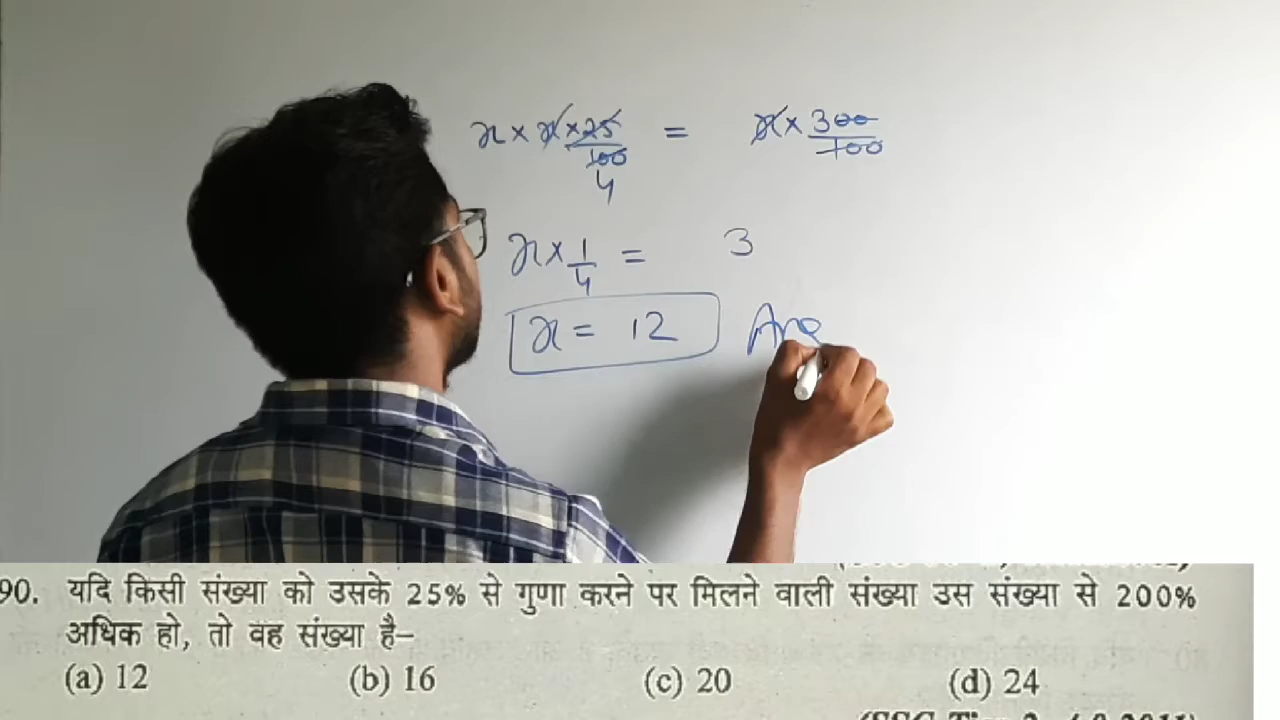 x × x × 25/100 = x × 300/100
4
x × 1/4 = 3
x = 12 Ans
90. यदि किसी संख्या को उसके 25% से गुणा करने पर मिलने वाली संख्या उस संख्या से 200%
अधिक हो, तो वह संख्या है–
(a) 12 (b) 16 (c) 20 (d) 24